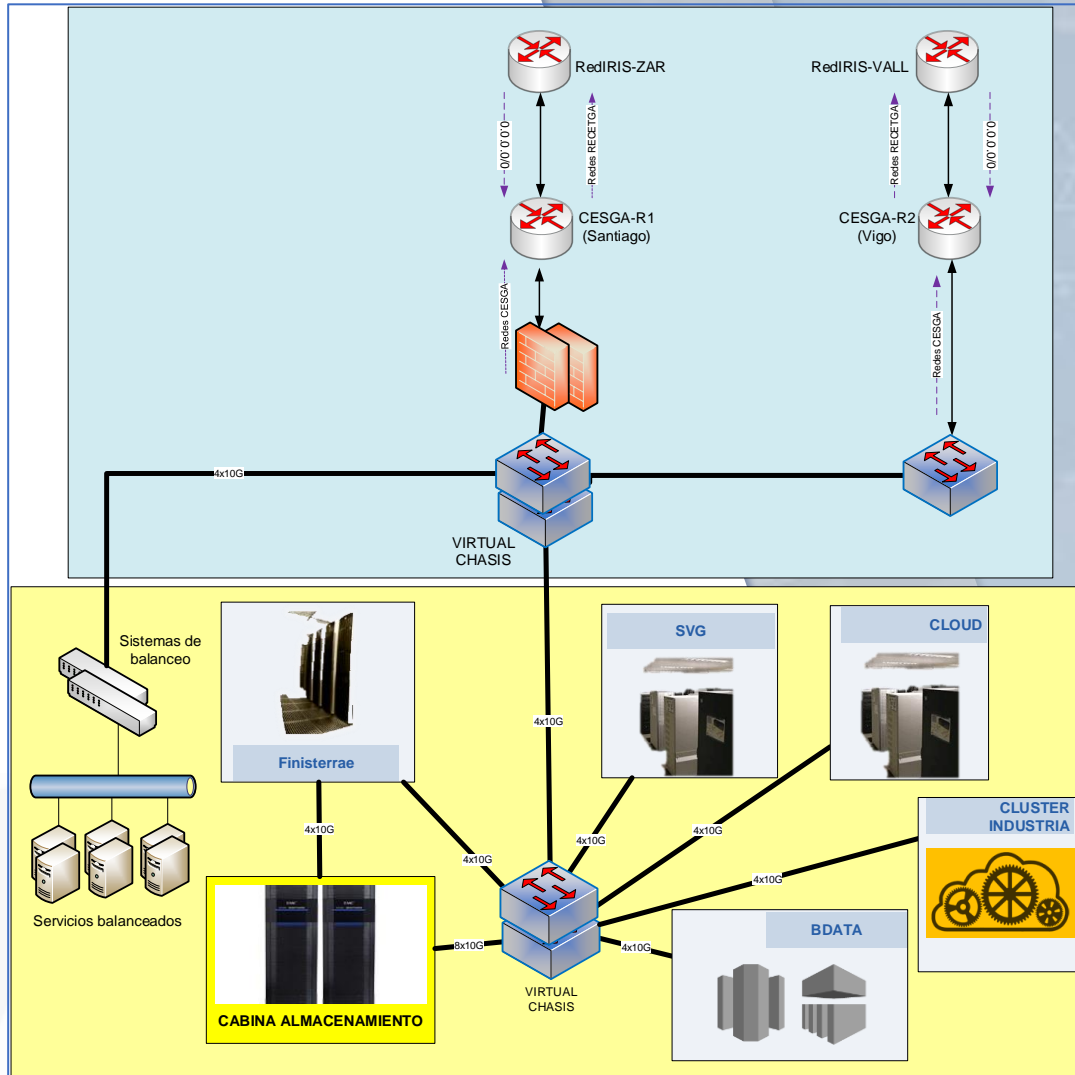 RedIRIS-ZAR
RedIRIS-VALL
0.0.0.0/0
Redes RECETGA
Redes RECETGA
0.0.0.0/0
CESGA-R1
(Santiago)
CESGA-R2
(Vigo)
Redes CESGA
Redes CESGA
4x10G
VIRTUAL
CHASIS
Sistemas de
balanceo
SVG
CLOUD
4x10G
Finisterrae
CLUSTER
INDUSTRIA
4x10G
4x10G
4x10G
4x10G
4x10G
Servicios balanceados
8x10G
4x10G
BDATA
VIRTUAL
CHASIS
CABINA ALMACENAMIENTO